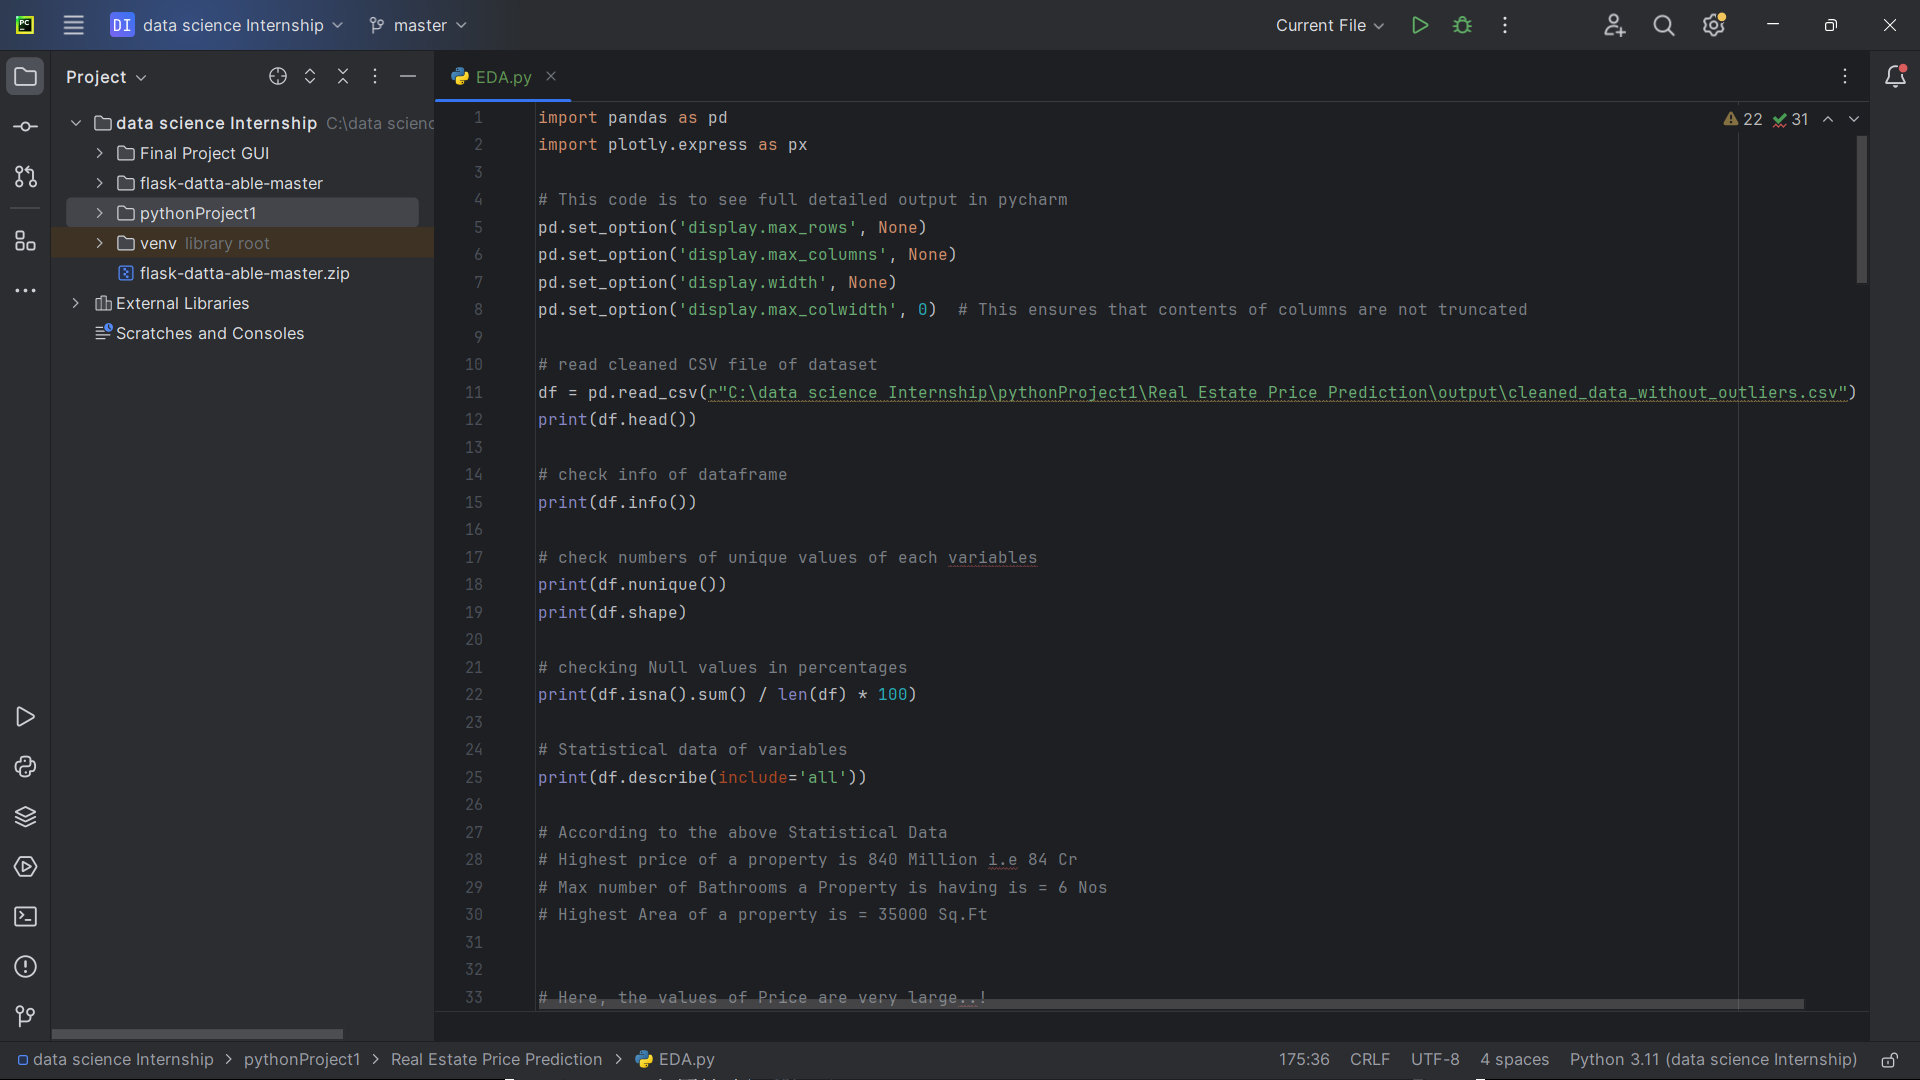 PC
DI data science Internship master
Current File
Project
data science Internship C:\data scienc
Final Project GUI
flask-datta-able-master
pythonProject1
venv library root
flask-datta-able-master.zip
External Libraries
Scratches and Consoles
EDA.py
22 31
1 import pandas as pd
2 import plotly.express as px
3
4 # This code is to see full detailed output in pycharm
5 pd.set_option('display.max_rows', None)
6 pd.set_option('display.max_columns', None)
7 pd.set_option('display.width', None)
8 pd.set_option('display.max_colwidth', 0)  # This ensures that contents of columns are not truncated
9
10 # read cleaned CSV file of dataset
11 df = pd.read_csv(r"C:\data science Internship\pythonProject1\Real Estate Price Prediction\output\cleaned_data_without_outliers.csv")
12 print(df.head())
13
14 # check info of dataframe
15 print(df.info())
16
17 # check numbers of unique values of each variables
18 print(df.nunique())
19 print(df.shape)
20
21 # checking Null values in percentages
22 print(df.isna().sum() / len(df) * 100)
23
24 # Statistical data of variables
25 print(df.describe(include='all'))
26
27 # According to the above Statistical Data
28 # Highest price of a property is 840 Million i.e 84 Cr
29 # Max number of Bathrooms a Property is having is = 6 Nos
30 # Highest Area of a property is = 35000 Sq.Ft
31
32
33 # Here, the values of Price are very large..!
data science Internship > pythonProject1 > Real Estate Price Prediction > EDA.py
175:36 CRLF UTF-8 4 spaces Python 3.11 (data science Internship)